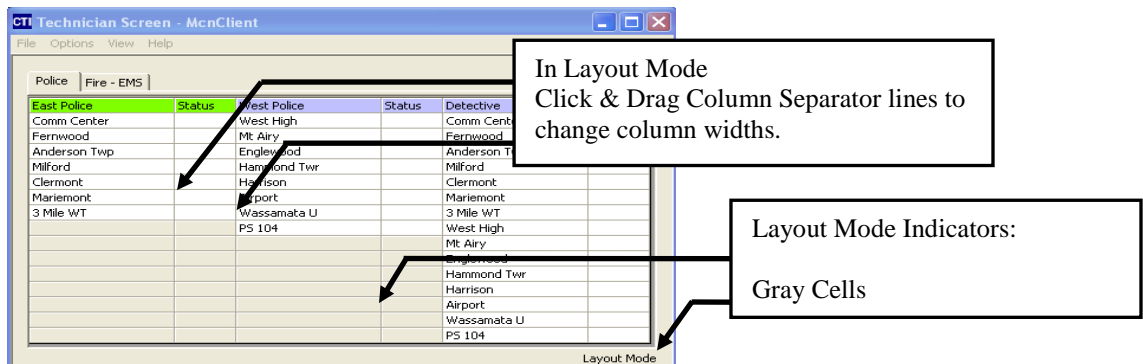 CTI Technician Screen - McnClient
File Options View Help
In Layout Mode
Click & Drag Column Separator lines to
change column widths.
Police Fire - EMS
East Police Status West Police Status Detective
Comm Center West High Comm Cent
Fernwood Mt Airy Fernwood
Anderson Twp Englewood Anderson T
Milford Hammond Twr Milford
Clermont Harrison Clermont
Mariemont Airport Mariemont
3 Mile WT Wassamata U 3 Mile WT
PS 104 West High
Mt Airy
Englewood
Hammond Twr
Harrison
Airport
Wassamata U
PS 104
Layout Mode
Layout Mode Indicators:
Gray Cells